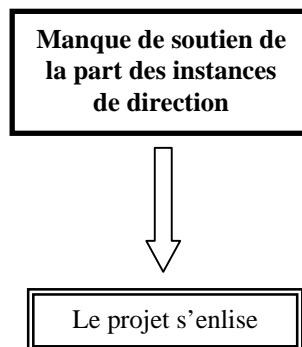 Manque de soutien de
la part des instances
de direction
Le projet s’enlise